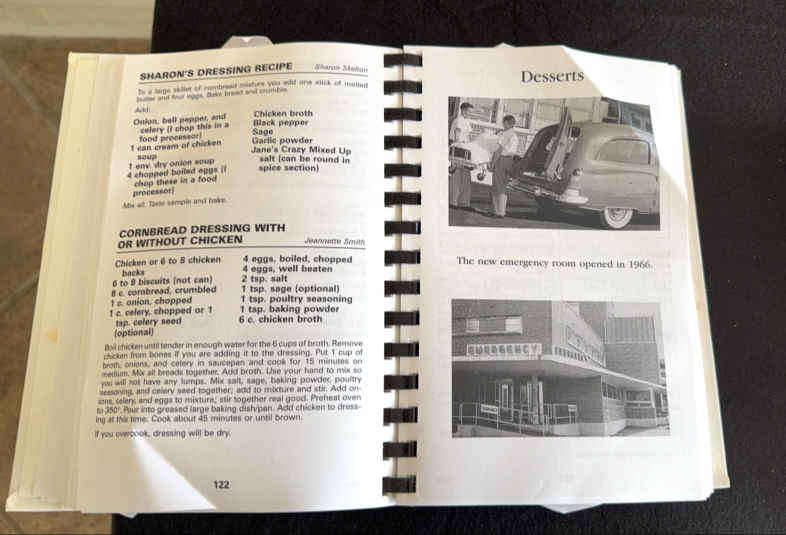 SHARON'S DRESSING RECIPE Sharon Skelton
To a large skillet of cornbread mixture you add one stick of melted
butter and four eggs. Bake bread and crumble.
Add:
Onion, bell pepper, and
celery (I chop this in a
food processor)
1 can cream of chicken
soup
1 env. dry onion soup
4 chopped boiled eggs (I
chop these in a food
processor)
Chicken broth
Black pepper
Sage
Garlic powder
Jane's Crazy Mixed Up
salt (can be round in
spice section)
Mix all. Taste sample and bake.
CORNBREAD DRESSING WITH
OR WITHOUT CHICKEN Jeannette Smith
Chicken or 6 to 8 chicken
backs
6 to 8 biscuits (not can)
8 c. cornbread, crumbled
1 c. onion, chopped
1 c. celery, chopped or 1
tsp. celery seed
(optional)
4 eggs, boiled, chopped
4 eggs, well beaten
2 tsp. salt
1 tsp. sage (optional)
1 tsp. poultry seasoning
1 tsp. baking powder
6 c. chicken broth
Boil chicken until tender in enough water for the 6 cups of broth. Remove
chicken from bones if you are adding it to the dressing. Put 1 cup of
broth, onions, and celery in saucepan and cook for 15 minutes on
medium. Mix all breads together. Add broth. Use your hand to mix so
you will not have any lumps. Mix salt, sage, baking powder, poultry
seasoning, and celery seed together; add to mixture and stir. Add on-
ions, celery, and eggs to mixture; stir together real good. Preheat oven
to 350°. Pour into greased large baking dish/pan. Add chicken to dress-
ing at this time. Cook about 45 minutes or until brown.
If you overcook, dressing will be dry.
122
Desserts
The new emergency room opened in 1966.
EMERGENCY